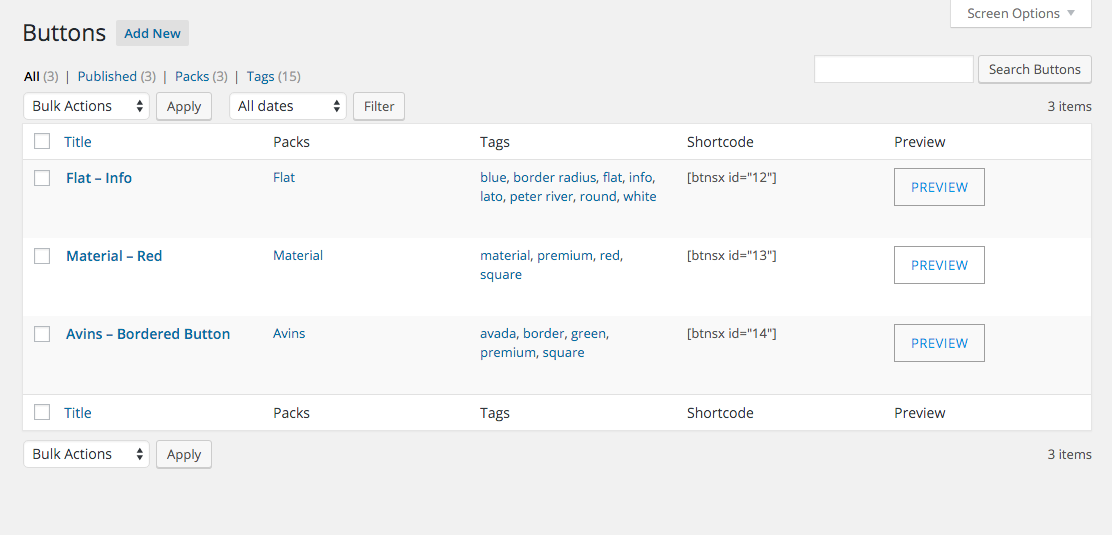 Screen Options
Buttons Add New
All (3) | Published (3) | Packs (3) | Tags (15)
Search Buttons
Bulk Actions Apply All dates Filter 3 items
Title Packs Tags Shortcode Preview
Flat – Info Flat blue, border radius, flat, info, [btnsx id="12"] PREVIEW
lato, peter river, round, white
Material – Red Material material, premium, red, [btnsx id="13"] PREVIEW
square
Avins – Bordered Button Avins avada, border, green, [btnsx id="14"] PREVIEW
premium, square
Title Packs Tags Shortcode Preview
Bulk Actions Apply 3 items